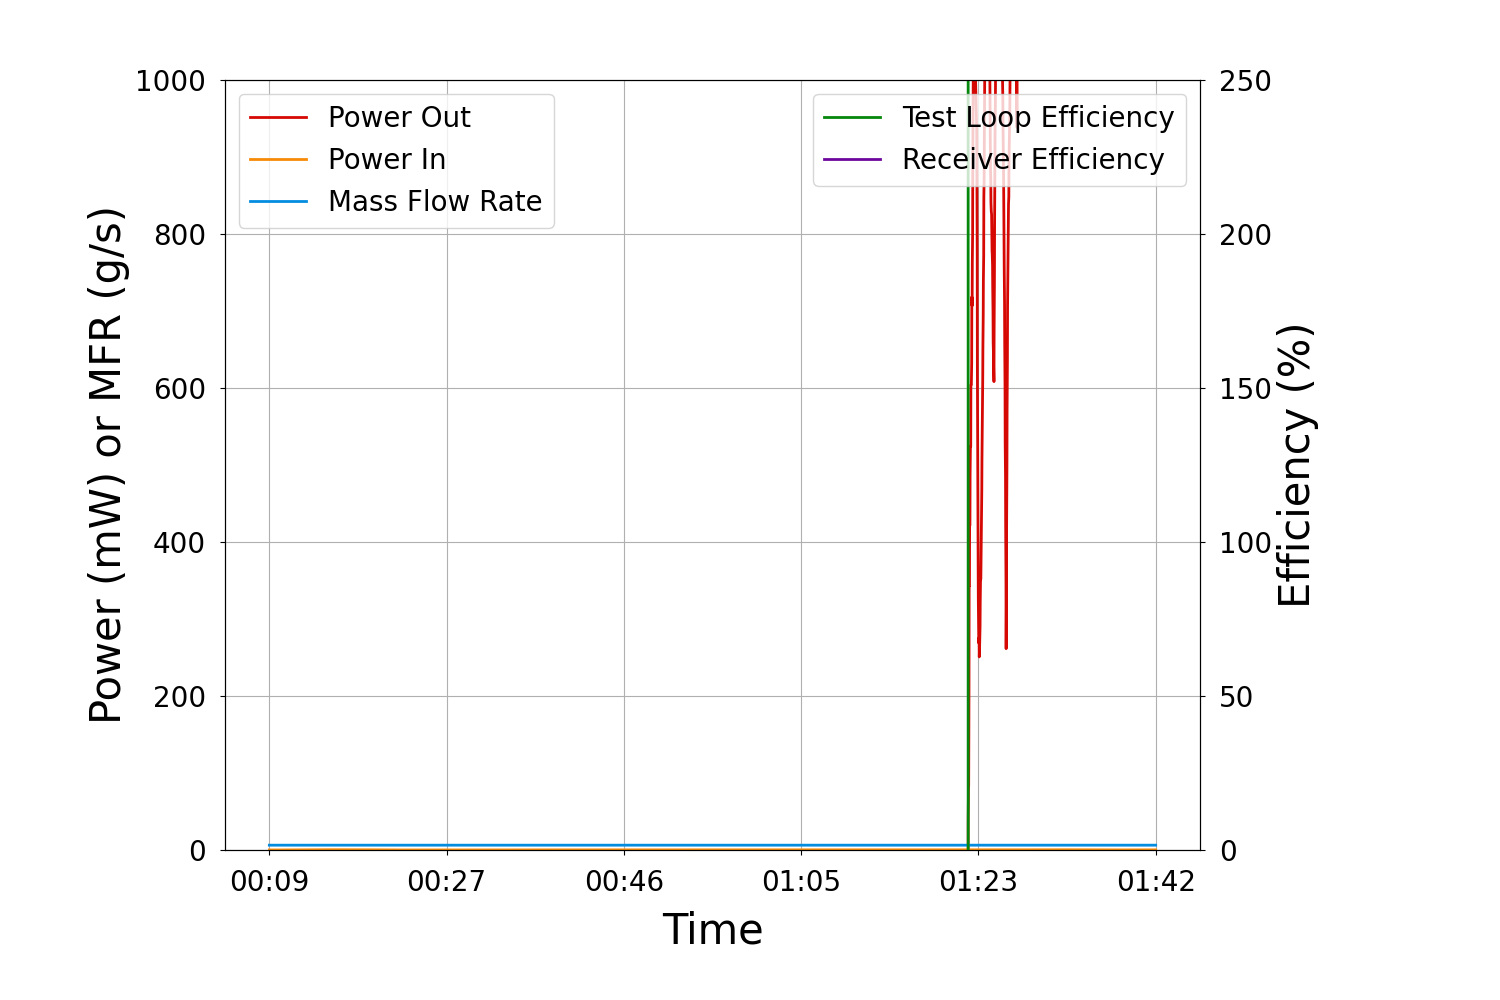 1000
800
600
400
200
0
Power (mW) or MFR (g/s)
Power Out
Power In
Mass Flow Rate
Test Loop Efficiency
Receiver Efficiency
250
200
150
100
50
0
Efficiency (%)
00:09 00:27 00:46 01:05 01:23 01:42
Time